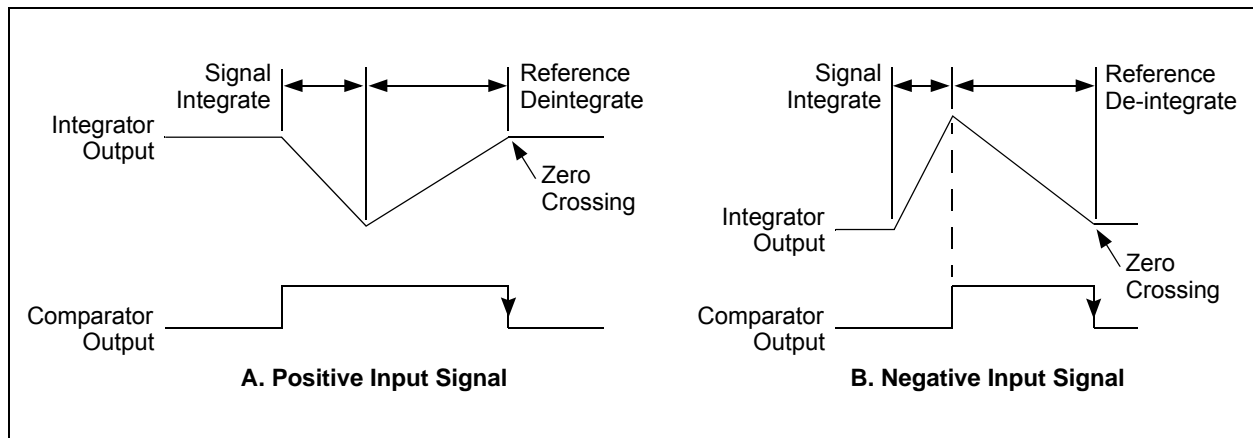 Signal
Integrate
Reference
Deintegrate
Integrator
Output
Zero
Crossing
Comparator
Output
A. Positive Input Signal
Signal
Integrate
Reference
De-integrate
Integrator
Output
Zero
Crossing
Comparator
Output
B. Negative Input Signal